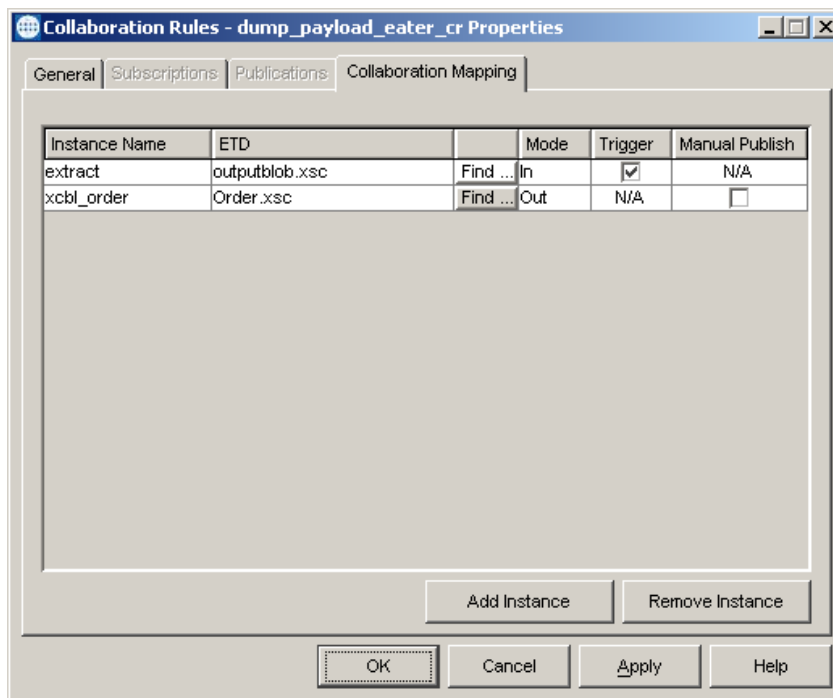 Collaboration Rules - dump_payload_eater_cr Properties
General Subscriptions Publications Collaboration Mapping
Instance Name ETD Mode Trigger Manual Publish
extract outputblob.xsc Find ... In N/A
xcbl_order Order.xsc Find ... Out N/A
Add Instance Remove Instance
OK Cancel Apply Help